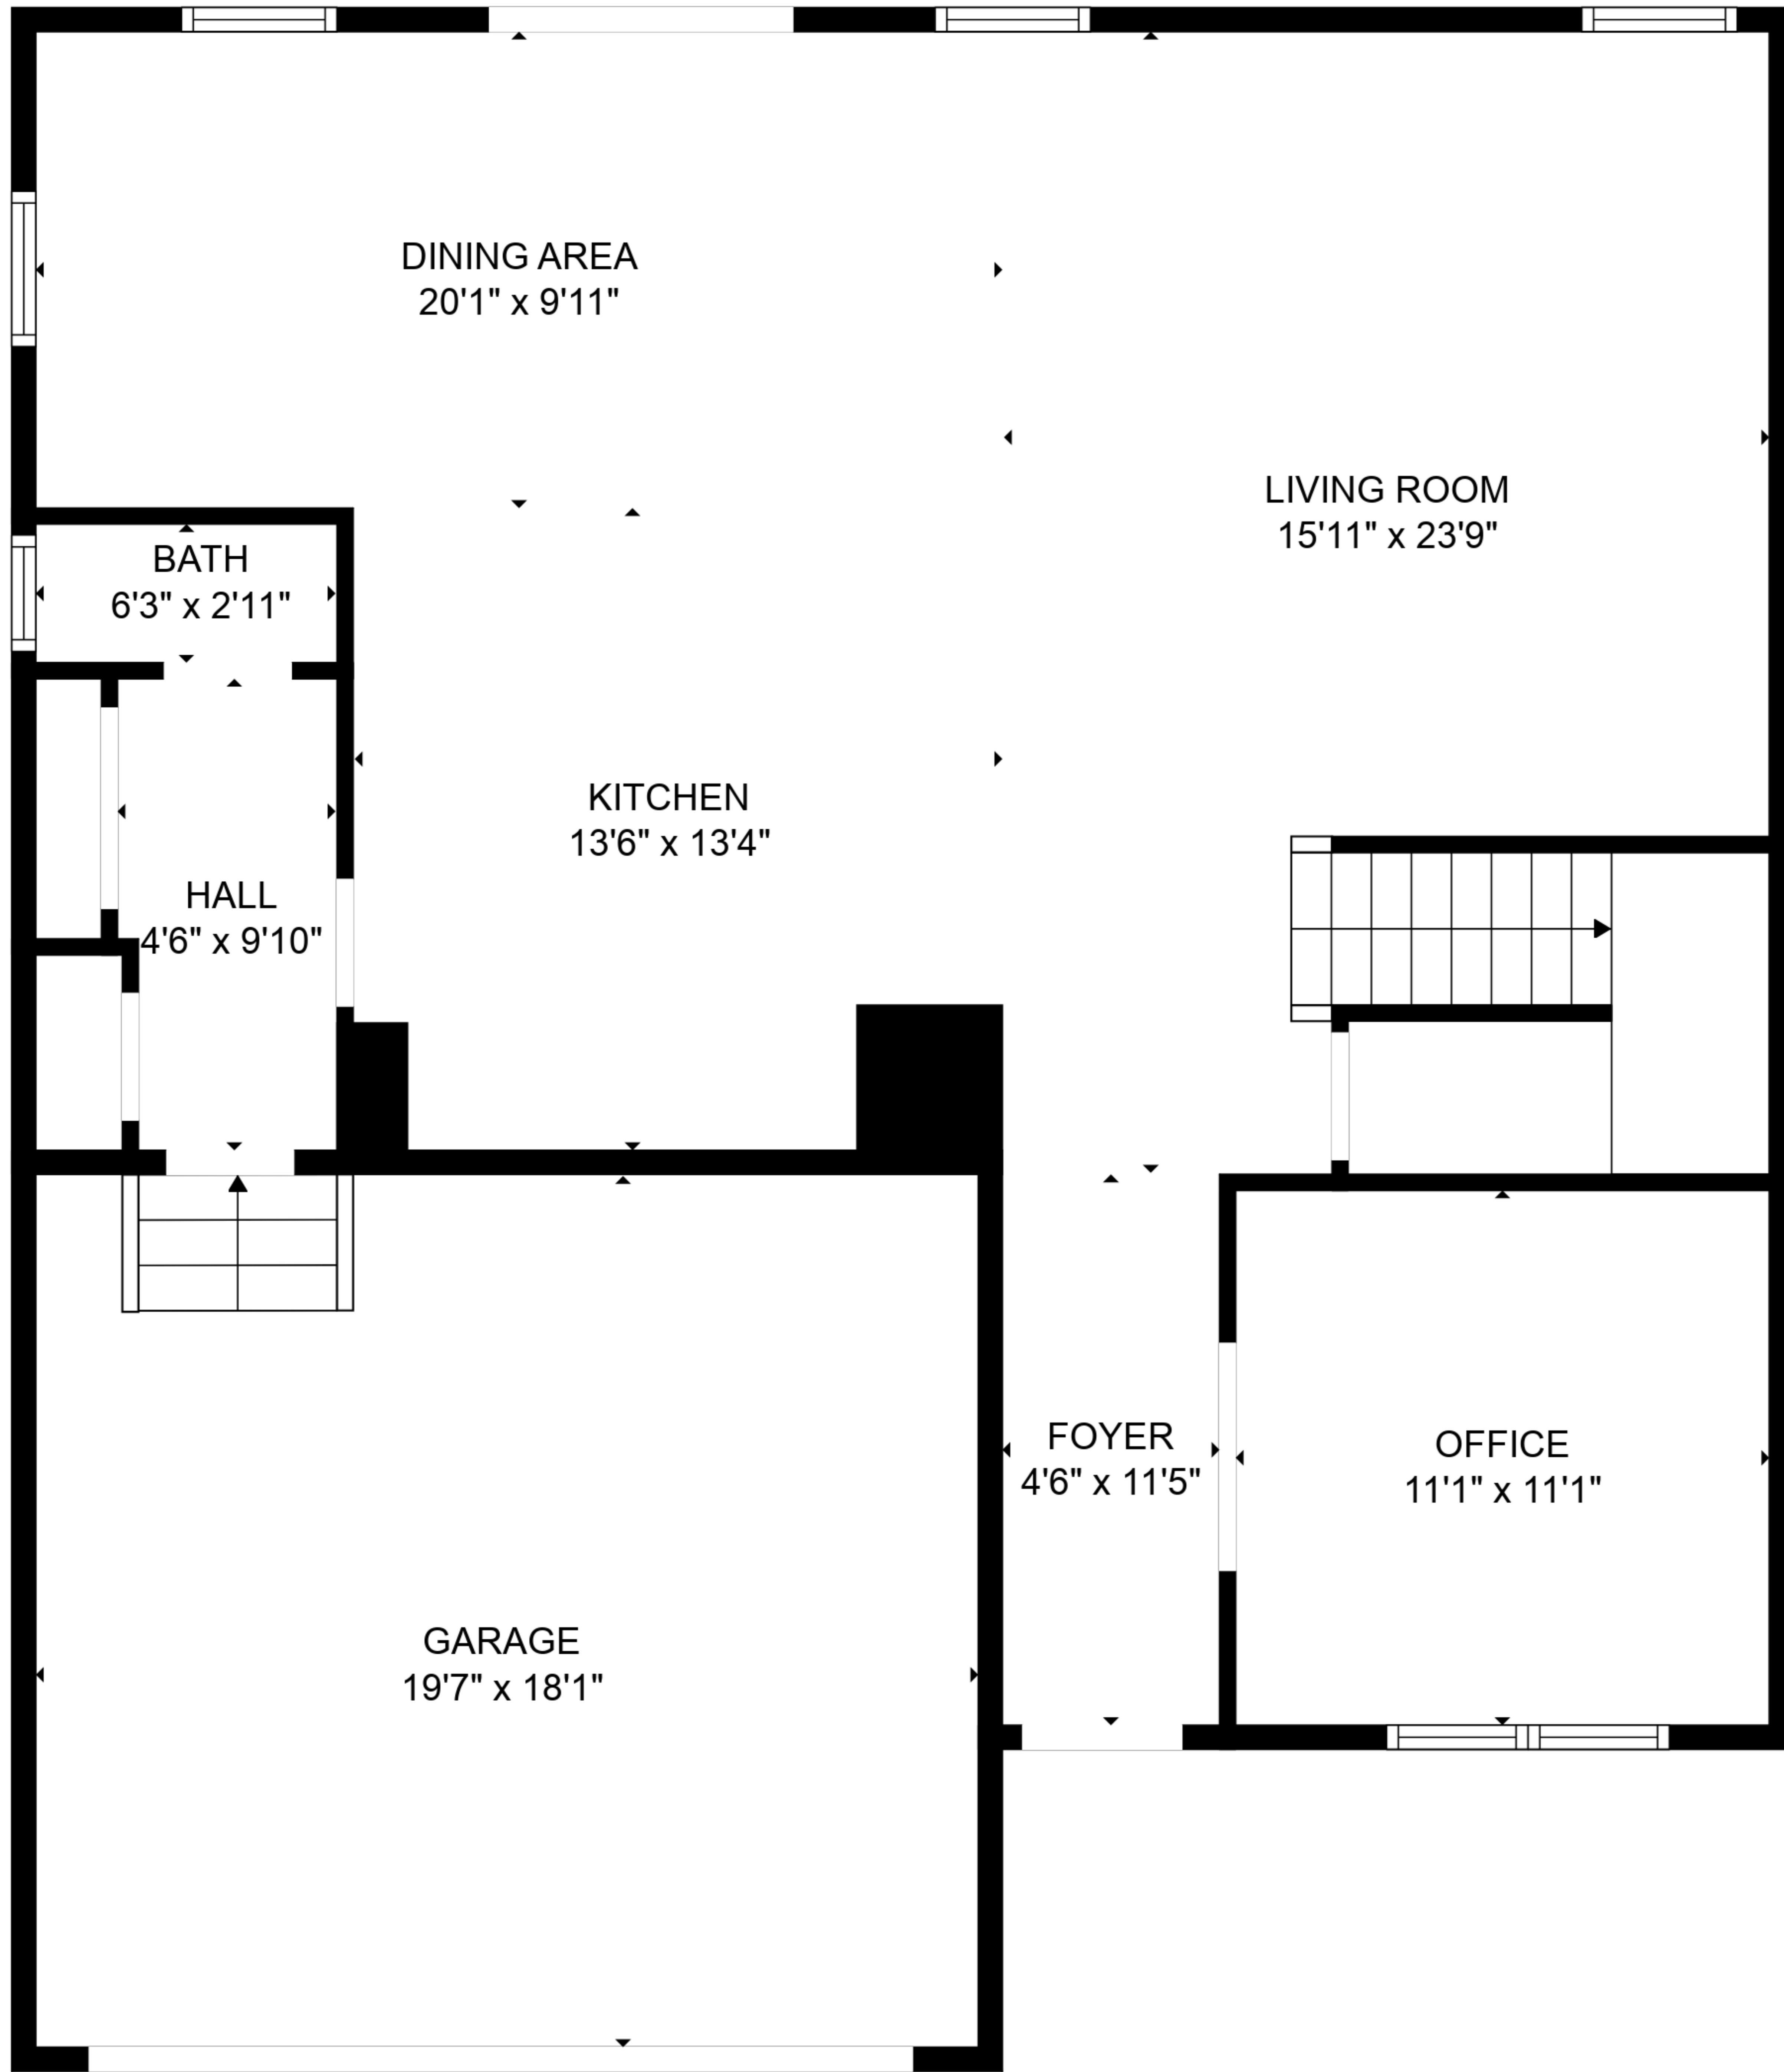 DINING AREA
20'1" x 9'11"
LIVING ROOM
15'11" x 23'9"
BATH
6'3" x 2'11"
KITCHEN
13'6" x 13'4"
HALL
4'6" x 9'10"
FOYER
4'6" x 11'5"
OFFICE
11'1" x 11'1"
GARAGE
19'7" x 18'1"